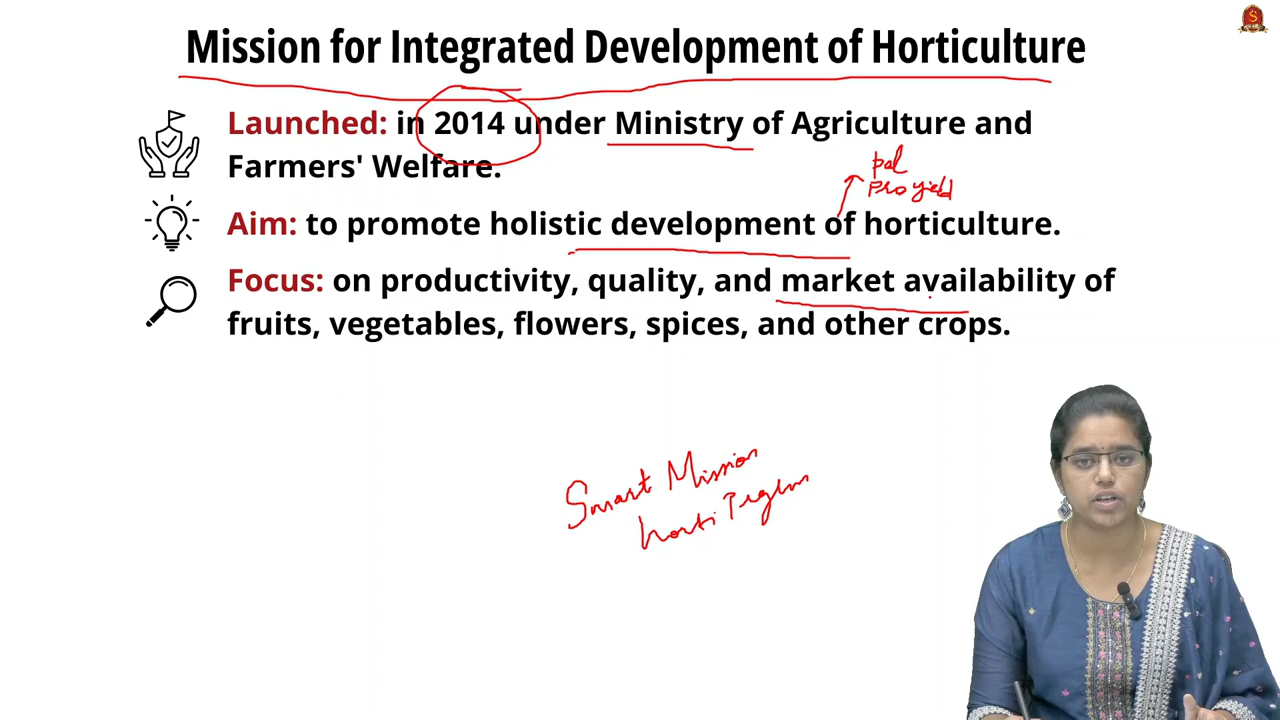 Mission for Integrated Development of Horticulture
Launched: in 2014 under Ministry of Agriculture and
Farmers' Welfare.
Aim: to promote holistic development of horticulture.
Focus: on productivity, quality, and market availability of
fruits, vegetables, flowers, spices, and other crops.
yield
Smart Mission
horti